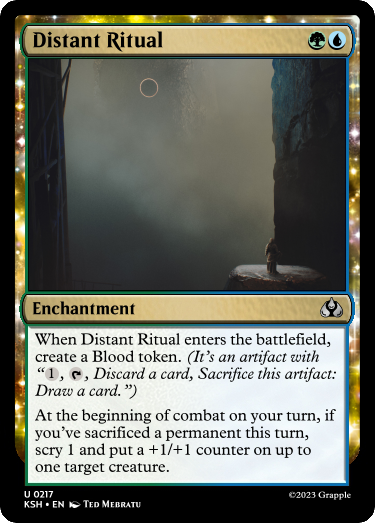 Distant Ritual
Enchantment
When Distant Ritual enters the battlefield,
create a Blood token. (It's an artifact with
“1, , Discard a card, Sacrifice this artifact:
Draw a card.”)
At the beginning of combat on your turn, if
you've sacrificed a permanent this turn,
scry 1 and put a +1/+1 counter on up to
one target creature.
U 0217
KSH • EN Ted Mebratu
©2023 Grapple